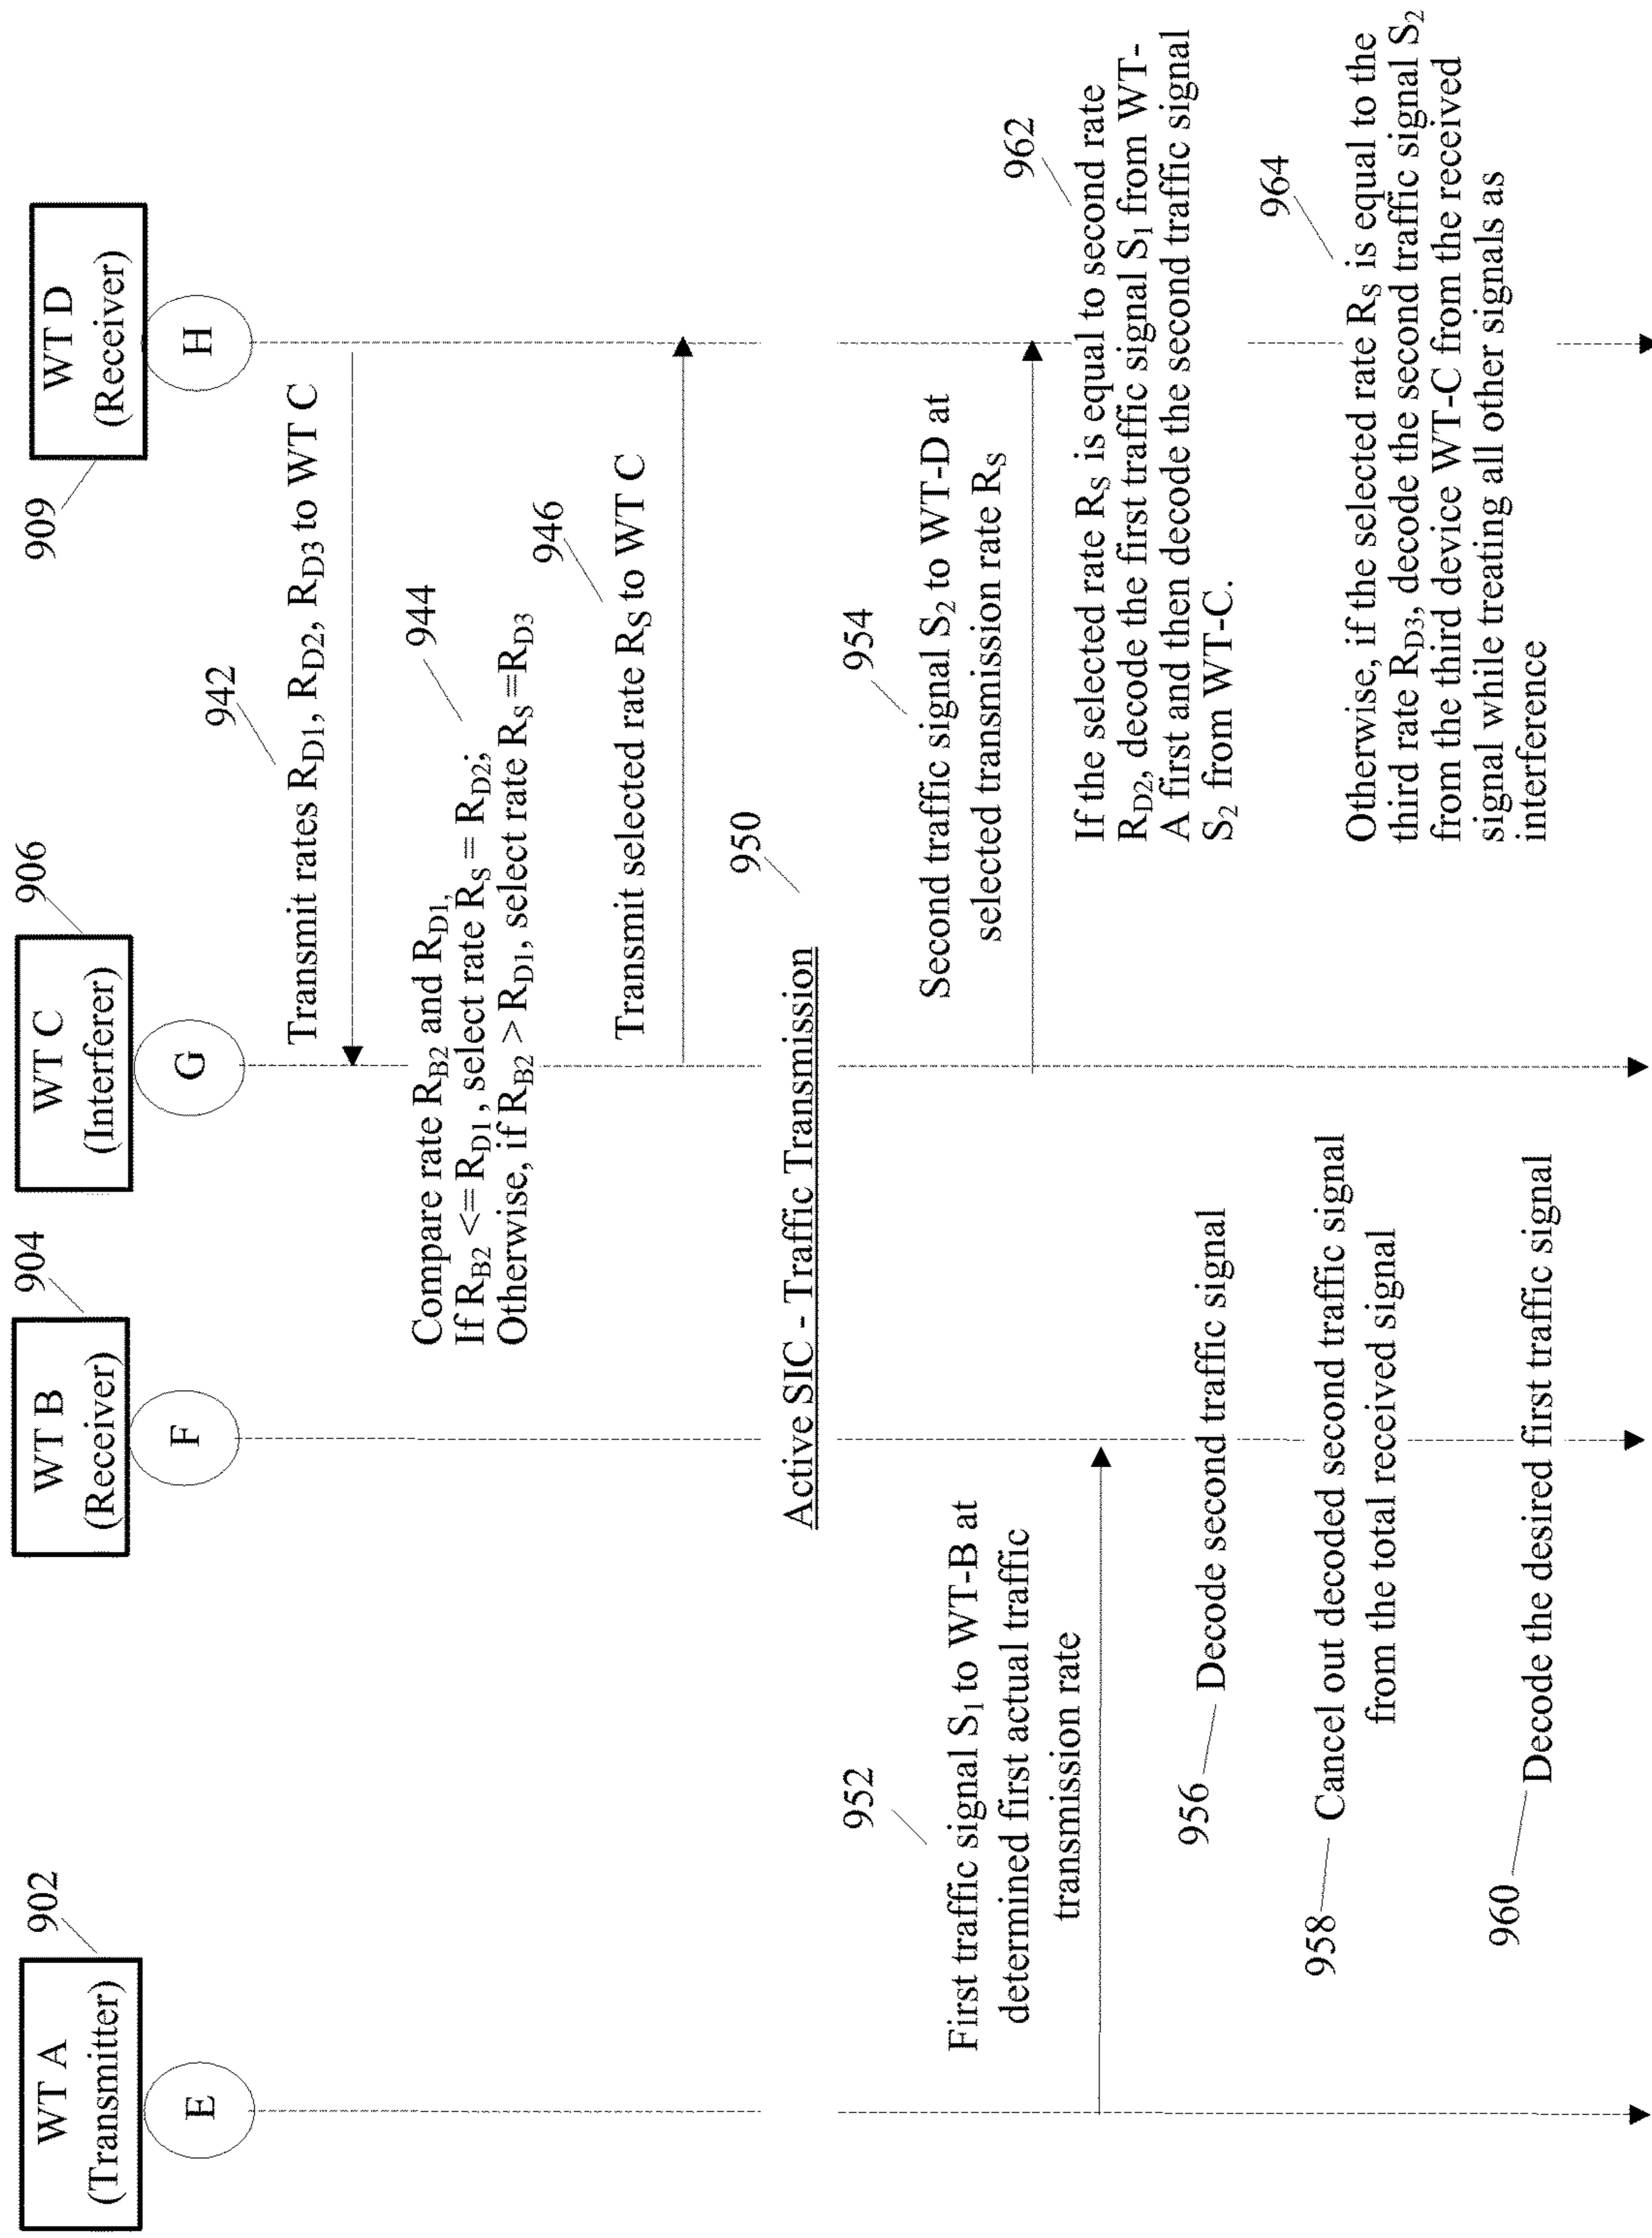 WT A
(Transmitter)
902
E
WT B
(Receiver)
904
F
WT C
(Interferer)
906
G
WT D
(Receiver)
909
H
942
Transmit rates R_D1, R_D2, R_D3 to WT C
944
Compare rate R_B2 and R_D1,
If R_B2 <= R_D1, select rate R_S = R_D2;
Otherwise, if R_B2 > R_D1, select rate R_S =R_D3
946
Transmit selected rate R_S to WT C
950
Active SIC - Traffic Transmission
952
First traffic signal S_1 to WT-B at
determined first actual traffic
transmission rate
954
Second traffic signal S_2 to WT-D at
selected transmission rate R_S
956
Decode second traffic signal
958
Cancel out decoded second traffic signal
from the total received signal
960
Decode the desired first traffic signal
962
If the selected rate R_S is equal to second rate
R_D2, decode the first traffic signal S_1 from WT-
A first and then decode the second traffic signal
S_2 from WT-C.
964
Otherwise, if the selected rate R_S is equal to the
third rate R_D3, decode the second traffic signal S_2
from the third device WT-C from the received
signal while treating all other signals as
interference